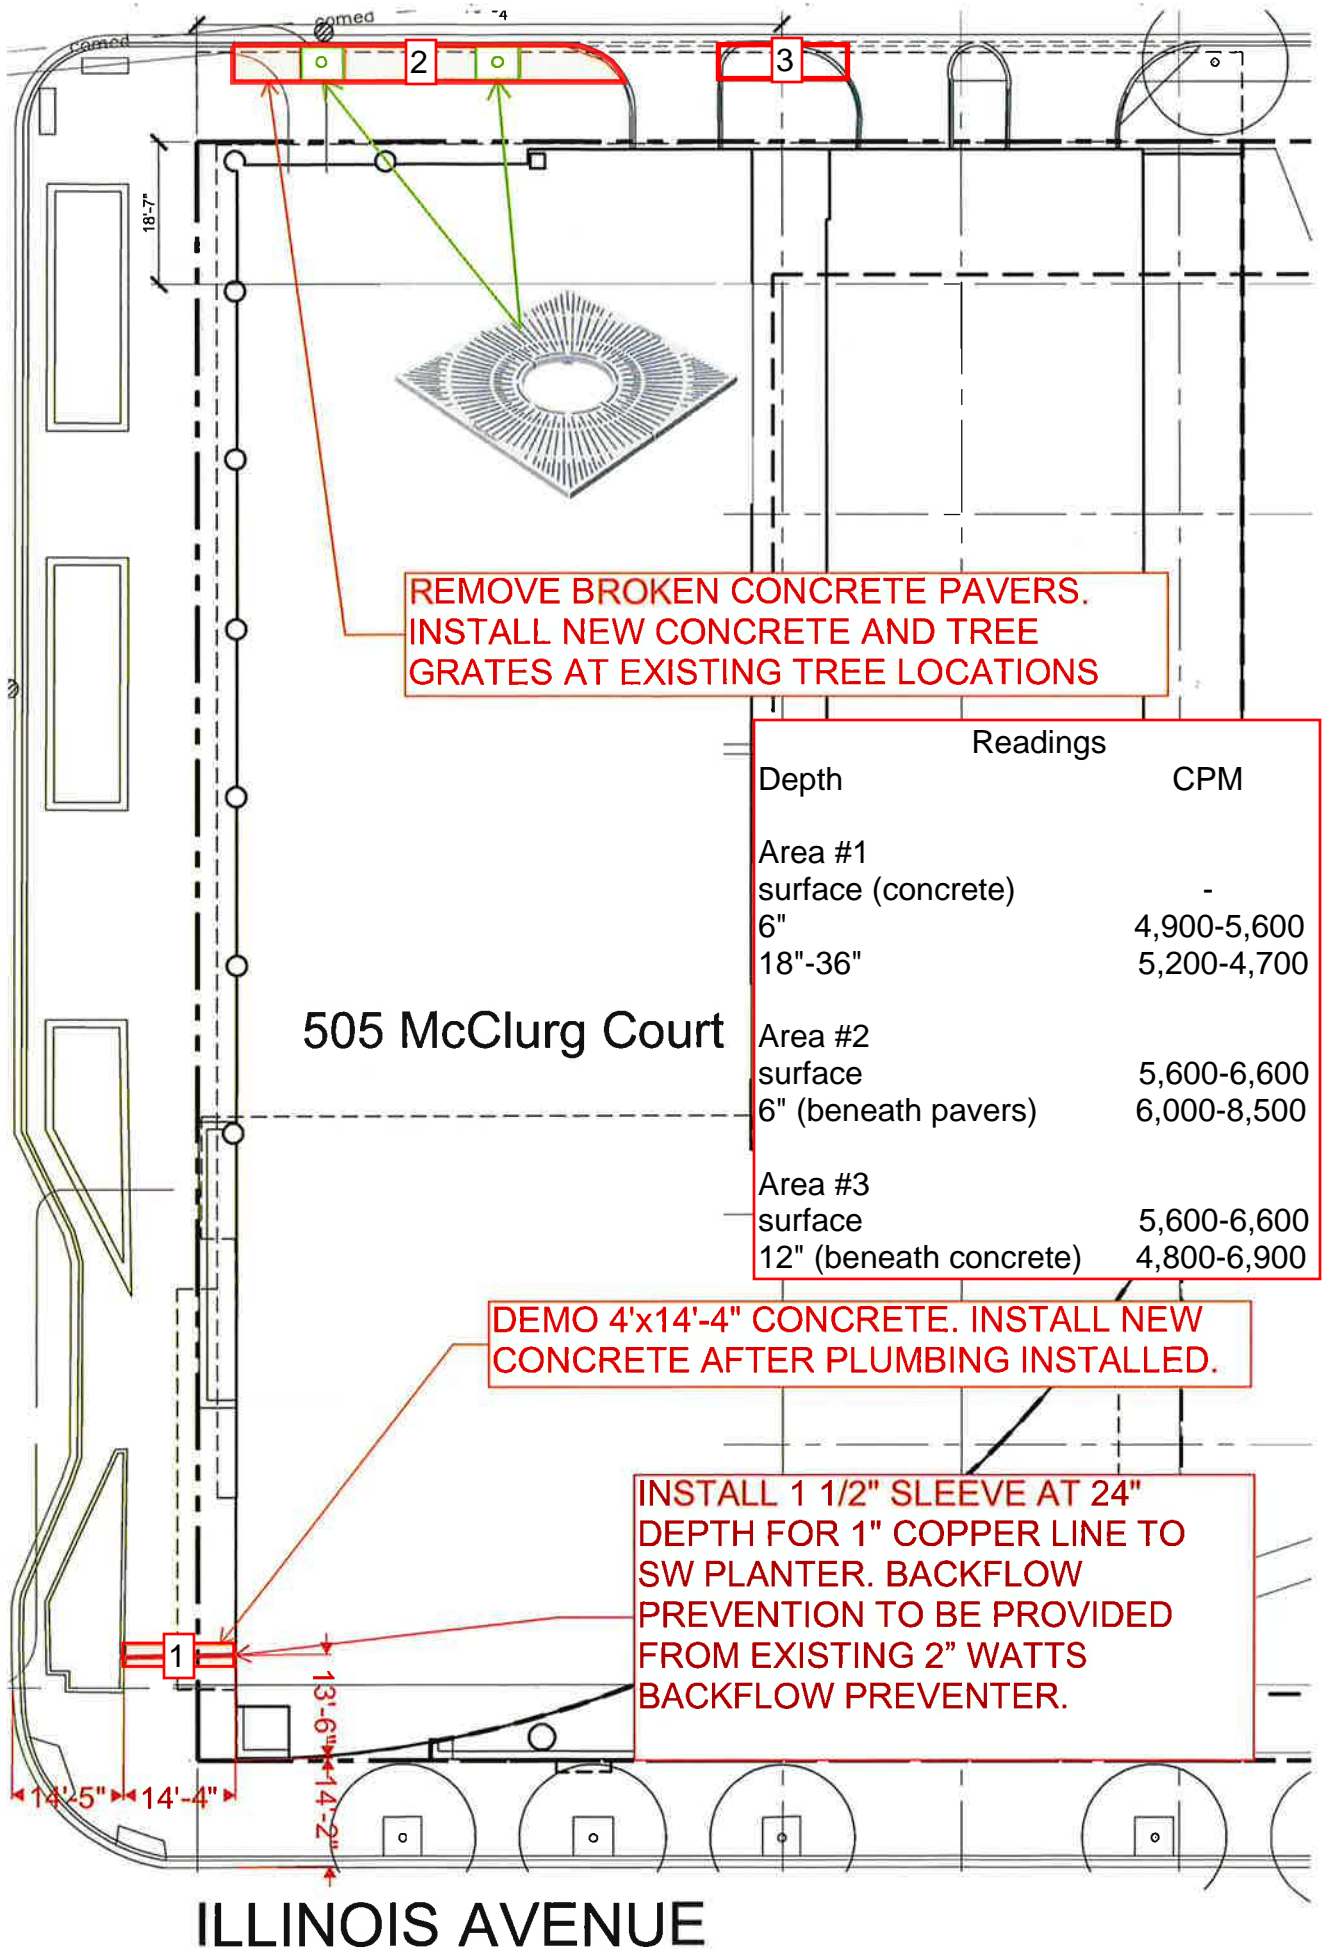 comed
-4
comed
2
3
18'-7"
REMOVE BROKEN CONCRETE PAVERS.
INSTALL NEW CONCRETE AND TREE
GRATES AT EXISTING TREE LOCATIONS
Readings
Depth CPM
Area #1
surface (concrete) -
6" 4,900-5,600
18"-36" 5,200-4,700
Area #2
surface 5,600-6,600
6" (beneath pavers) 6,000-8,500
Area #3
surface 5,600-6,600
12" (beneath concrete) 4,800-6,900
505 McClurg Court
DEMO 4'x14'-4" CONCRETE. INSTALL NEW
CONCRETE AFTER PLUMBING INSTALLED.
INSTALL 1 1/2" SLEEVE AT 24"
DEPTH FOR 1" COPPER LINE TO
SW PLANTER. BACKFLOW
PREVENTION TO BE PROVIDED
FROM EXISTING 2” WATTS
BACKFLOW PREVENTER.
1
13'-6"
14'-5" 14'-4"
14'-2"
ILLINOIS AVENUE